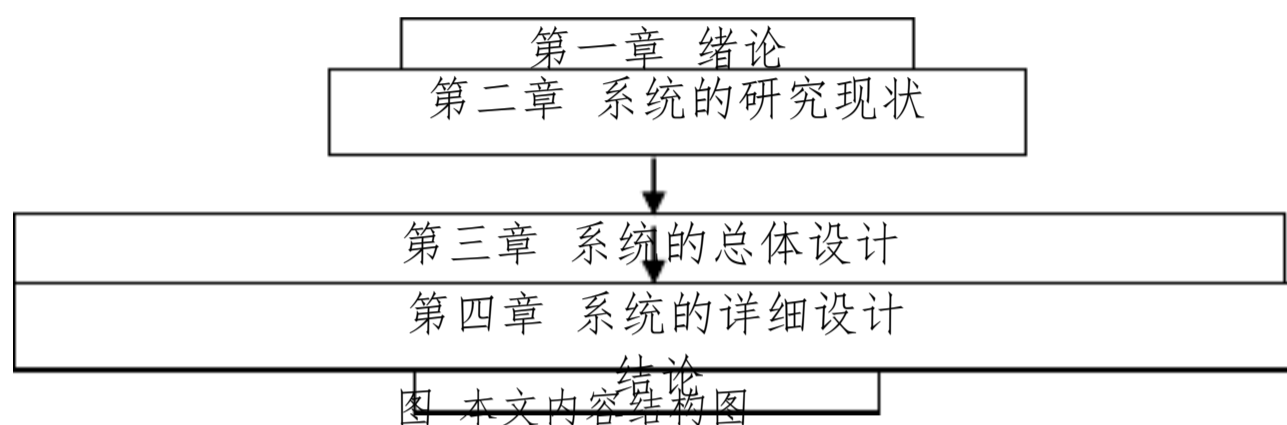 第一章 绪论
第二章 系统的研究现状
第三章 系统的总体设计
第四章 系统的详细设计
结论
图 本文内容结构图